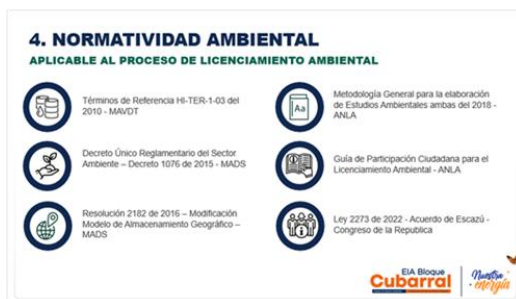 4. NORMATIVIDAD AMBIENTAL
APLICABLE AL PROCESO DE LICENCIAMIENTO AMBIENTAL
Términos de Referencia HI-TER-1-03 del
2010 - MAVDT
Decreto Único Reglamentario del Sector
Ambiente – Decreto 1076 de 2015 - MADS
Resolución 2182 de 2016 – Modificación
Modelo de Almacenamiento Geográfico –
MADS
Aa
Metodología General para la elaboración
de Estudios Ambientales ambas del 2018 -
ANLA
Guía de Participación Ciudadana para el
Licenciamiento Ambiental - ANLA
Ley 2273 de 2022 - Acuerdo de Escazú -
Congreso de la Republica
EIA Bloque
Cubarral
Nuestra
energía